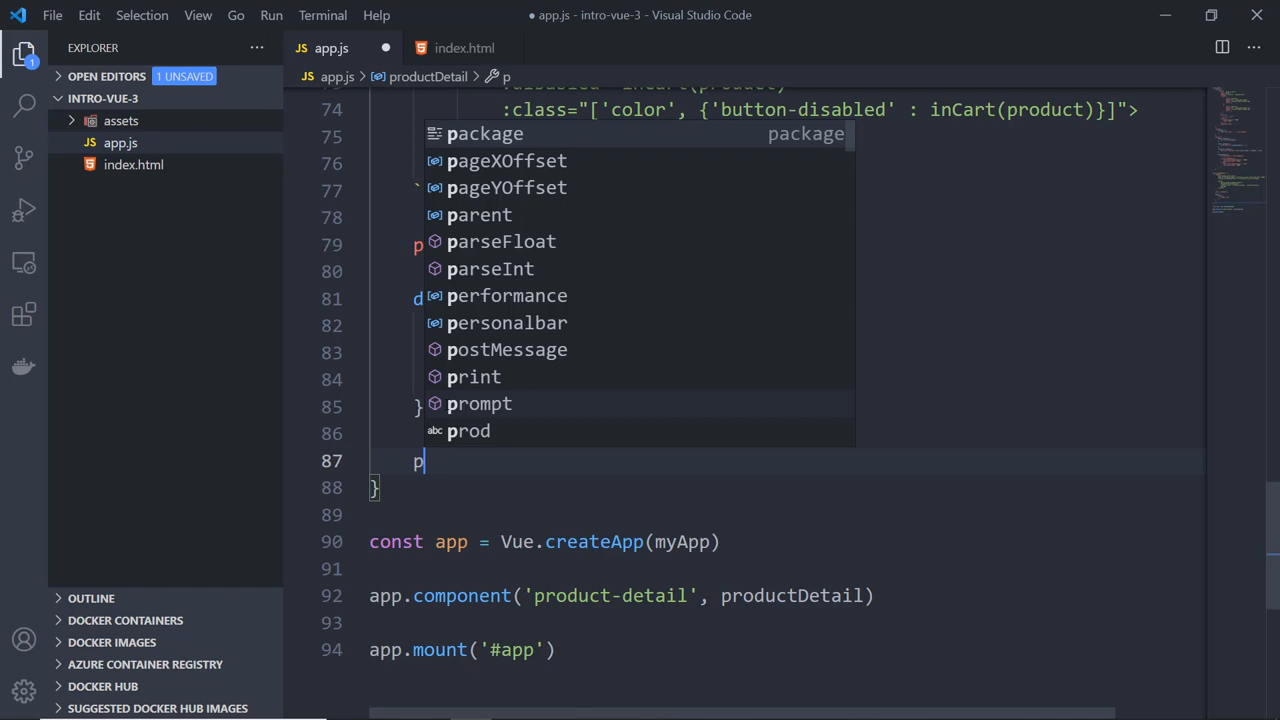 File Edit Selection View Go Run Terminal Help
● app.js - intro-vue-3 - Visual Studio Code
EXPLORER
JS app.js ●
index.html
1
OPEN EDITORS 1 UNSAVED
JS app.js > productDetail > p
INTRO-VUE-3
assets
JS app.js
index.html
74 :class="['color', {'button-disabled' : inCart(product)}]">
75 package package
76 pageXOffset
77 ` pageYOffset
78 parent
79 p parseFloat
80 parseInt
81 d performance
82 personalbar
83 postMessage
84 print
85 } prompt
86 abc prod
87 p
88 }
89
90 const app = Vue.createApp(myApp)
91
92 app.component('product-detail', productDetail)
93
94 app.mount('#app')
OUTLINE
DOCKER CONTAINERS
DOCKER IMAGES
AZURE CONTAINER REGISTRY
DOCKER HUB
SUGGESTED DOCKER HUB IMAGES